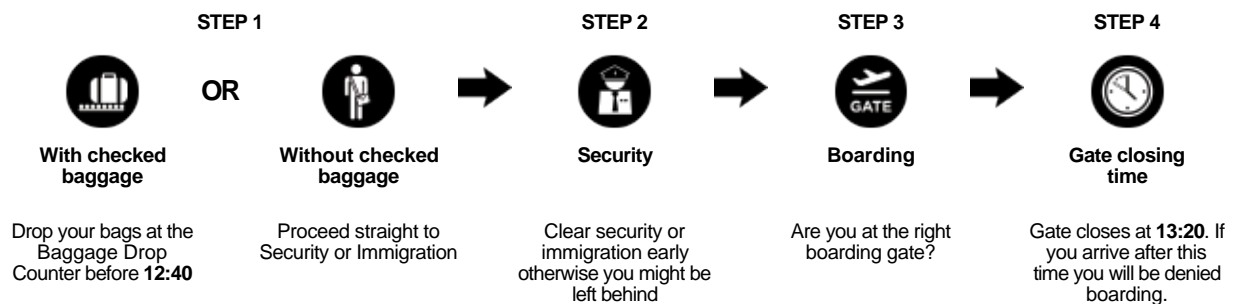 STEP 1
STEP 2
STEP 3
STEP 4
OR
GATE
With checked
baggage
Without checked
baggage
Security
Boarding
Gate closing
time
Drop your bags at the
Baggage Drop
Counter before 12:40
Proceed straight to
Security or Immigration
Clear security or
immigration early
otherwise you might be
left behind
Are you at the right
boarding gate?
Gate closes at 13:20. If
you arrive after this
time you will be denied
boarding.